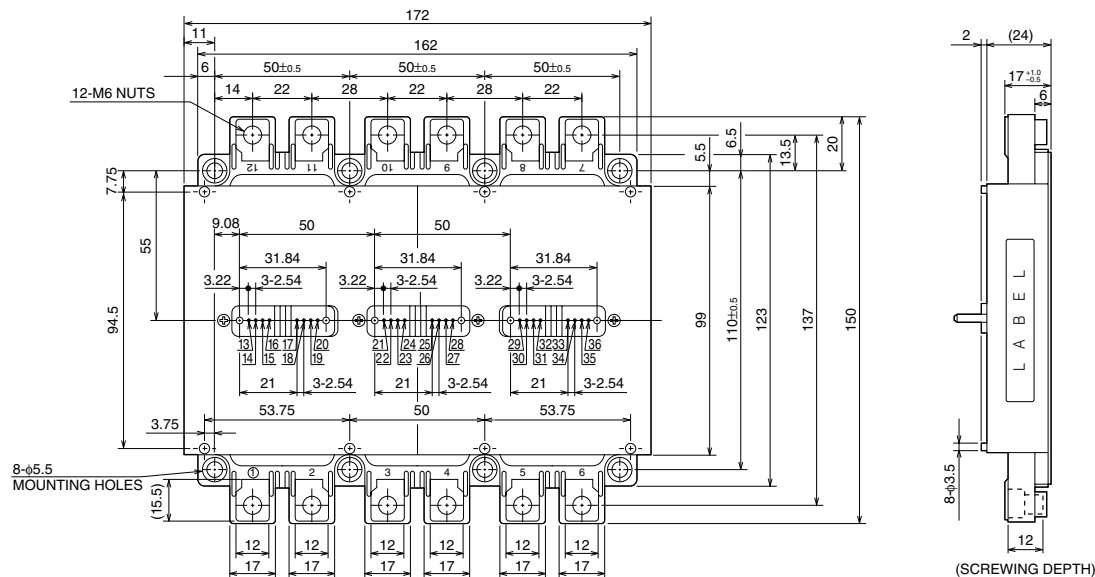 172
11
162
6
50±0.5 50±0.5 50±0.5
14 22 28 22 28 22
12-M6 NUTS
12 11 10 9 8 7
5.5
6.5
13.5
20
7.75
55
94.5
9.08 50 50
31.84 31.84 31.84
3.22 3-2.54 3.22 3-2.54 3.22 3-2.54
13 16 17 20 21 24 25 28 29 32 33 36
14 15 18 19 22 23 26 27 30 31 34 35
21 3-2.54 21 3-2.54 21 3-2.54
99
110±0.5
123
137
150
53.75 50 53.75
3.75
8-φ5.5
MOUNTING HOLES
① 2 3 4 5 6
(15.5)
12 12 12 12 12 12
17 17 17 17 17 17
2 (24)
17 +1.0 -0.5
6
LABEL
8-φ3.5
12
(SCREWING DEPTH)